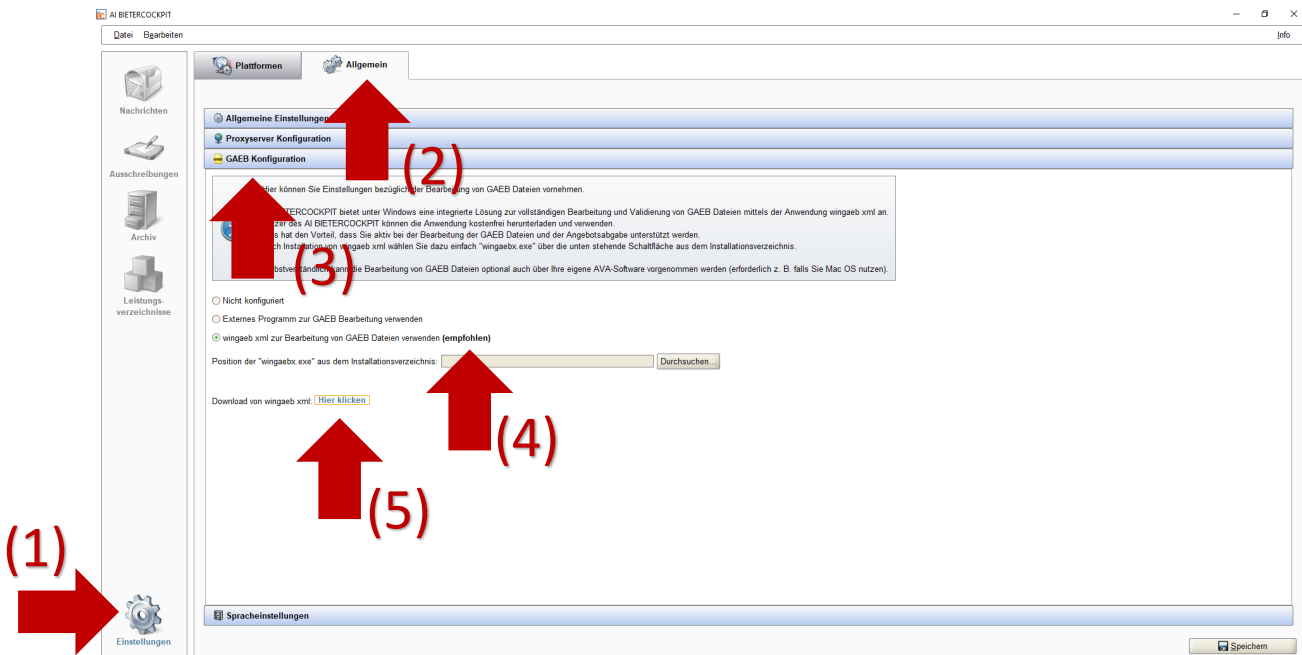 AI BIETERCOCKPIT
Datei Bearbeiten Info
Plattformen Allgemein
Nachrichten
Ausschreibungen
Archiv
Leistungs-
verzeichnisse
Allgemeine Einstellungen
Proxyserver Konfiguration
GAEB Konfiguration
Hier können Sie Einstellungen bezüglich der Bearbeitung von GAEB Dateien vornehmen.
BIETERCOCKPIT bietet unter Windows eine integrierte Lösung zur vollständigen Bearbeitung und Validierung von GAEB Dateien mittels der Anwendung wingaeb xml an.
des AI BIETERCOCKPIT können die Anwendung kostenfrei herunterladen und verwenden.
hat den Vorteil, dass Sie aktiv bei der Bearbeitung der GAEB Dateien und der Angebotsabgabe unterstützt werden.
Installation von wingaeb xml wählen Sie dazu einfach "wingaebx.exe" über die unten stehende Schaltfläche aus dem Installationsverzeichnis.
kann die Bearbeitung von GAEB Dateien optional auch über Ihre eigene AVA-Software vorgenommen werden (erforderlich z. B. falls Sie Mac OS nutzen).
Nicht konfiguriert
Externes Programm zur GAEB Bearbeitung verwenden
wingaeb xml zur Bearbeitung von GAEB Dateien verwenden (empfohlen)
Position der "wingaebx.exe" aus dem Installationsverzeichnis: Durchsuchen...
Download von wingaeb xml: Hier klicken
(1)
(2)
(3)
(4)
(5)
Spracheinstellungen
Einstellungen
Speichern